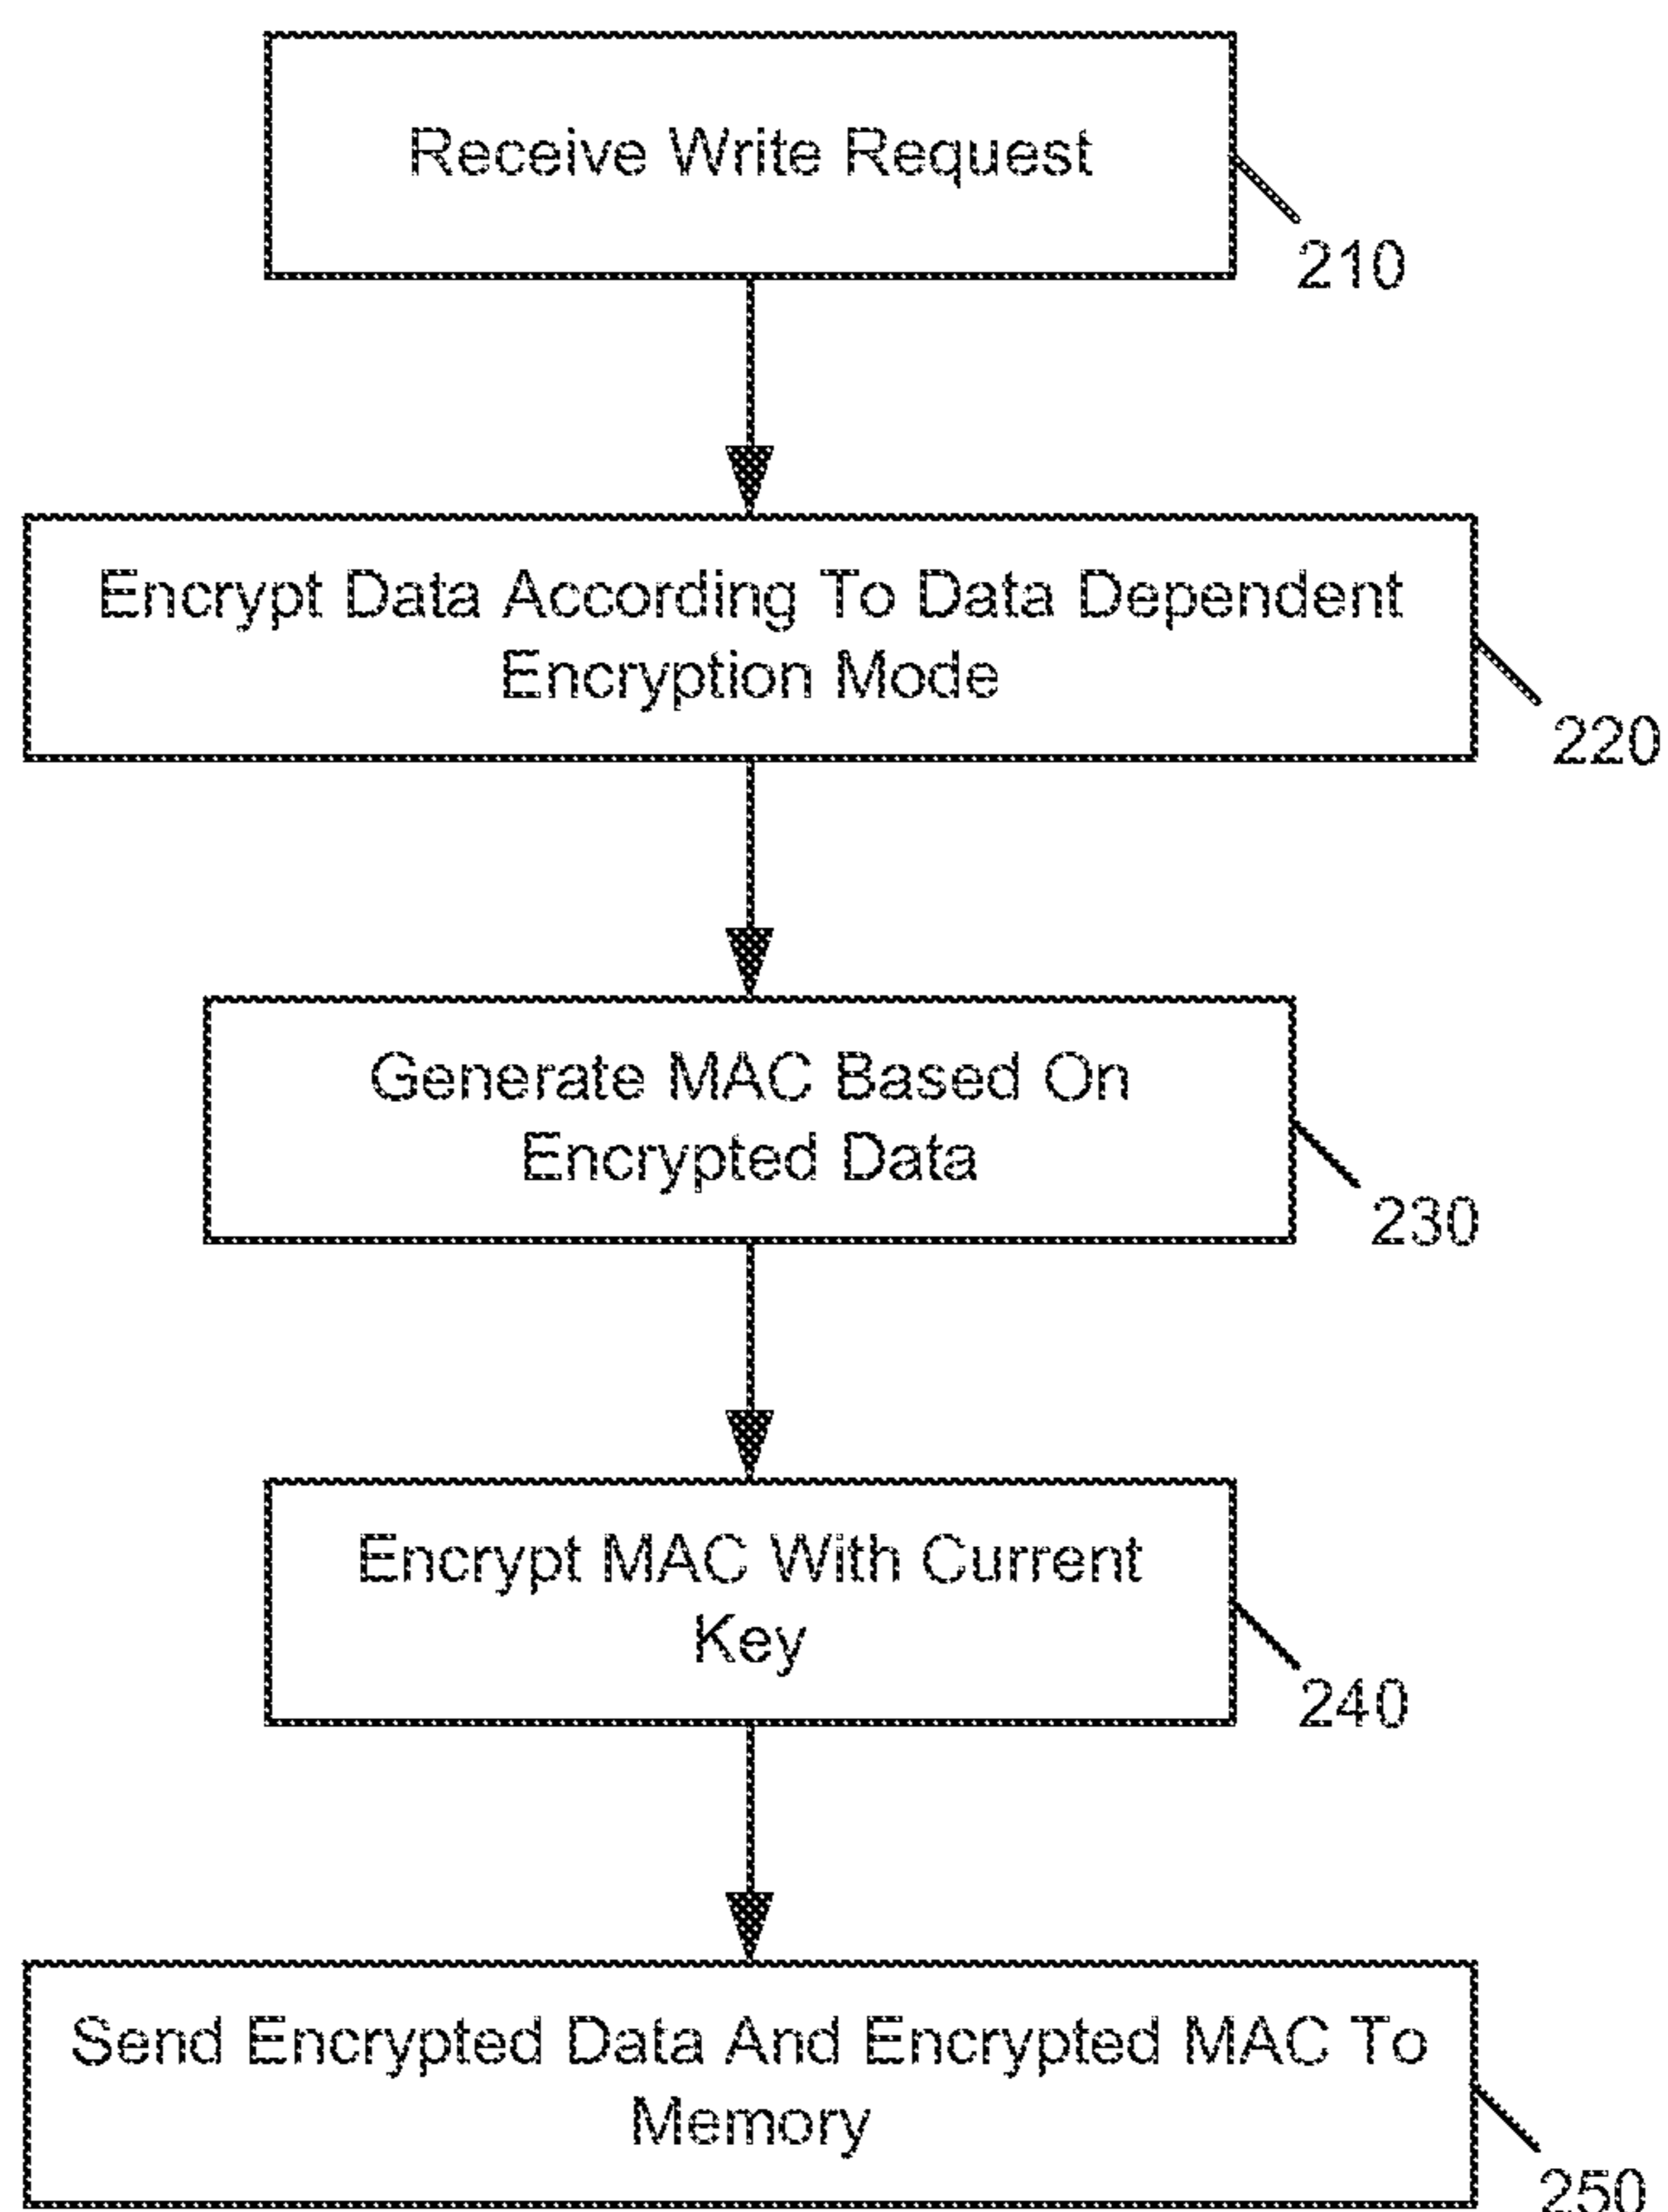 Receive Write Request
210
Encrypt Data According To Data Dependent
Encryption Mode
220
Generate MAC Based On
Encrypted Data
230
Encrypt MAC With Current
Key
240
Send Encrypted Data And Encrypted MAC To
Memory
250